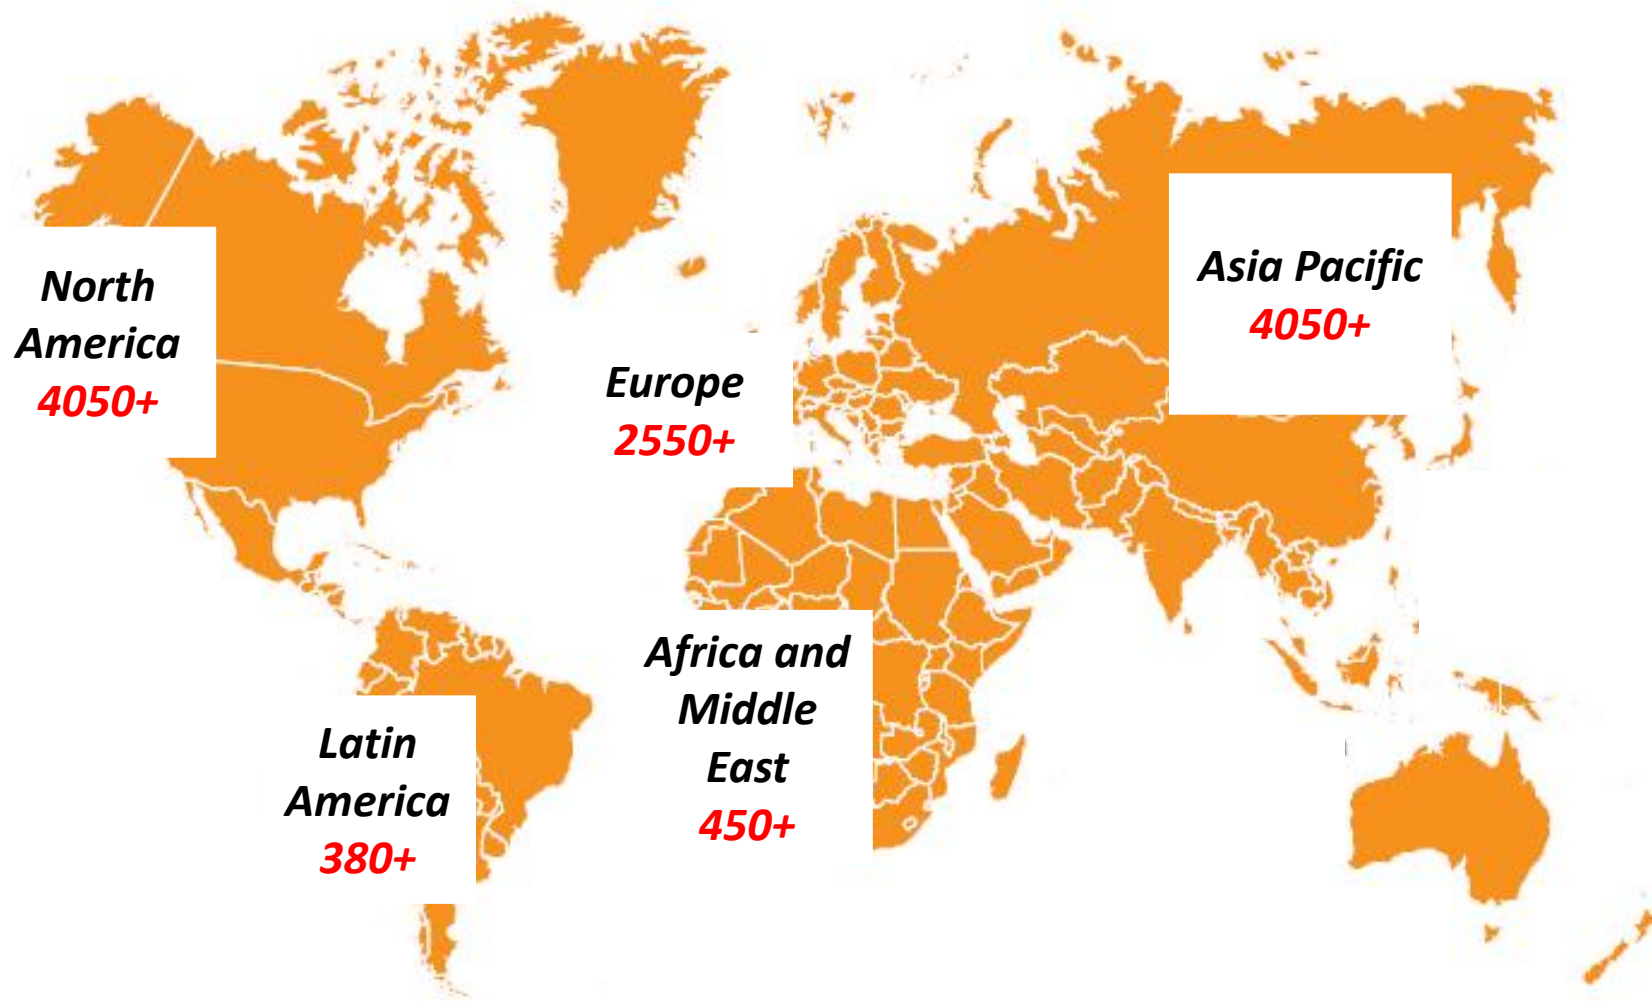 North
America
4050+
Europe
2550+
Asia Pacific
4050+
Latin
America
380+
Africa and
Middle
East
450+